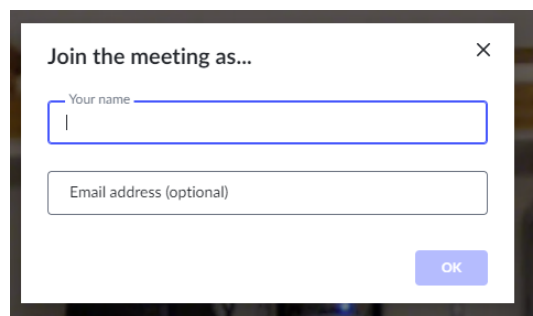 Join the meeting as...
Your name
Email address (optional)
OK